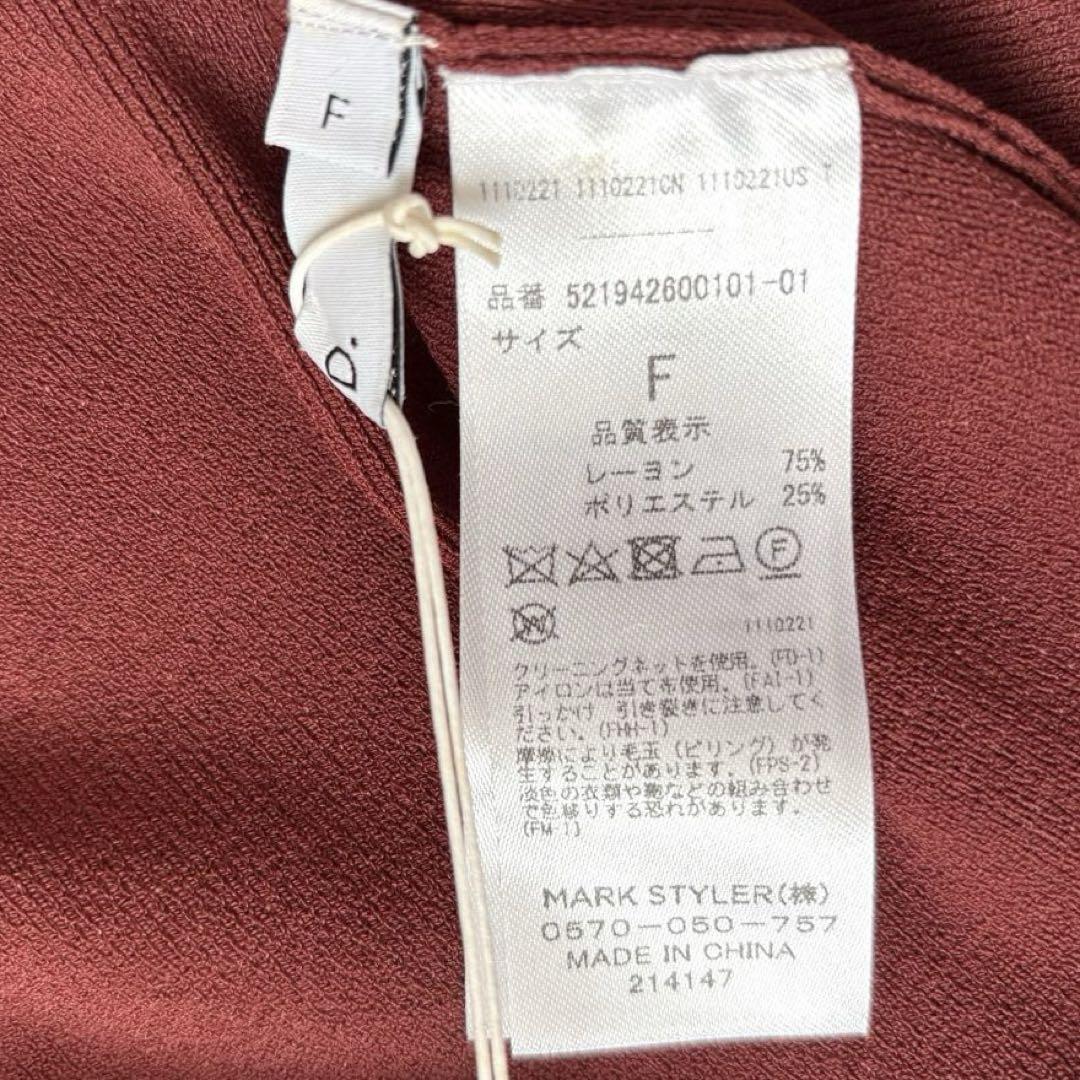 F
D.
1110221 1110221CN 1110221US T
品番 521942600101-01
サイズ
F
品質表示
レーヨン 75%
ポリエステル 25%
F
W
1110221
クリーニングネットを使用。(FD-1)
アイロンは当て布使用。(FAI-1)
引っかけ 引き裂きに注意してく
ださい。(FHH-1)
摩擦により毛玉(ピリング)が発
生することがあります。(FPS-2)
淡色の衣類や鞄などの組み合わせ
で色移りする恐れがあります。
(FM-1)
MARK STYLER(株)
0570-050-757
MADE IN CHINA
214147